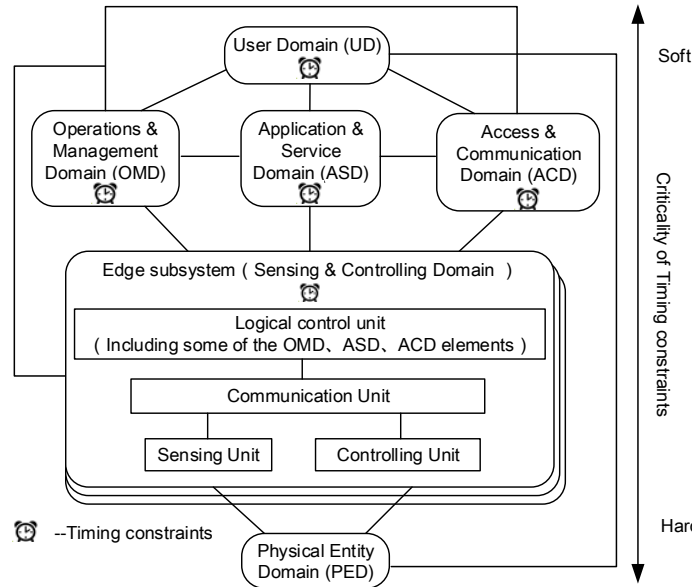 User Domain (UD)
Soft
Operations &
Management
Domain (OMD)
Application &
Service
Domain (ASD)
Access &
Communication
Domain (ACD)
Criticality of Timing constraints
Edge subsystem ( Sensing & Controlling Domain )
Logical control unit
( Including some of the OMD、ASD、ACD elements )
Communication Unit
Sensing Unit
Controlling Unit
--Timing constraints
Hard
Physical Entity
Domain (PED)